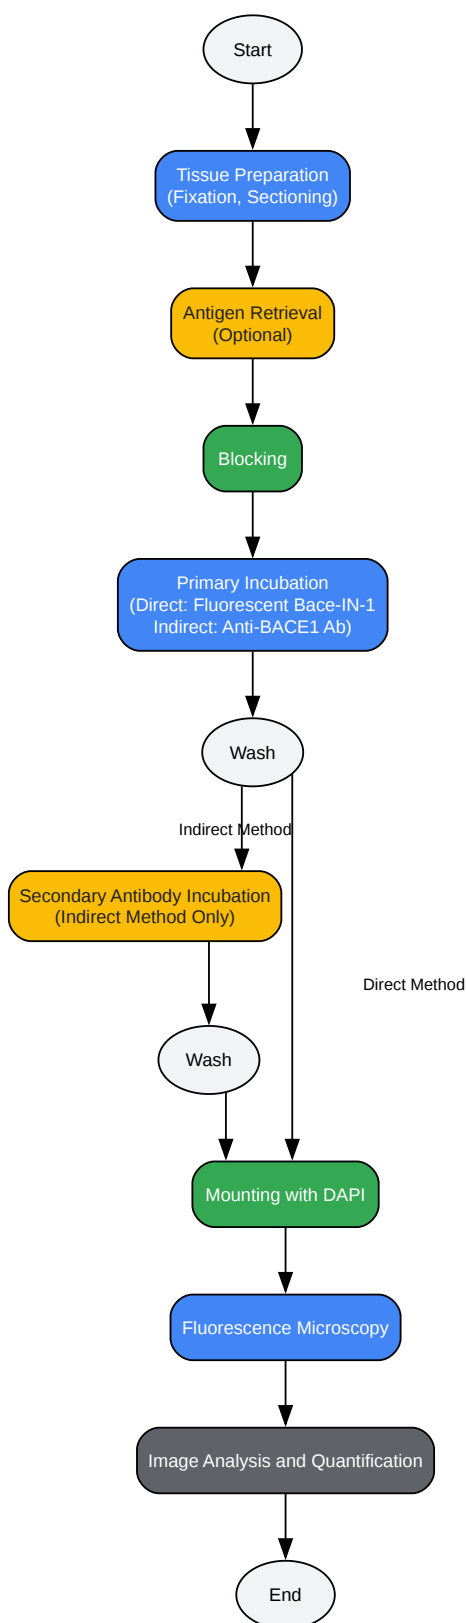 Start
Tissue Preparation
(Fixation, Sectioning)
Antigen Retrieval
(Optional)
Blocking
Primary Incubation
(Direct: Fluorescent Bace-IN-1
Indirect: Anti-BACE1 Ab)
Wash
Indirect Method
Secondary Antibody Incubation
(Indirect Method Only)
Direct Method
Wash
Mounting with DAPI
Fluorescence Microscopy
Image Analysis and Quantification
End